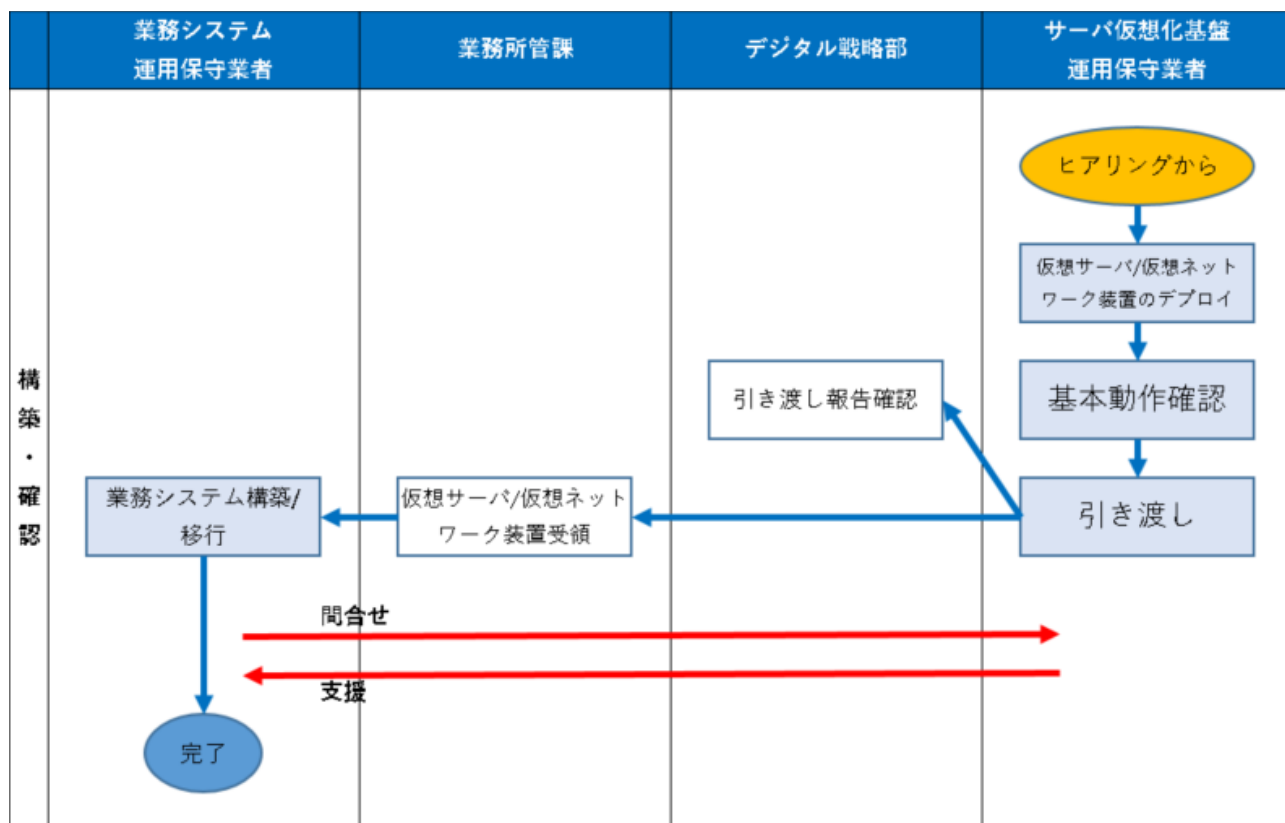 業務システム
運用保守業者
業務所管課
デジタル戦略部
サーバ仮想化基盤
運用保守業者
構築・確認
ヒアリングから
仮想サーバ/仮想ネット
ワーク装置のデプロイ
基本動作確認
引き渡し報告確認
引き渡し
仮想サーバ/仮想ネット
ワーク装置受領
業務システム構築/
移行
問合せ
支援
完了